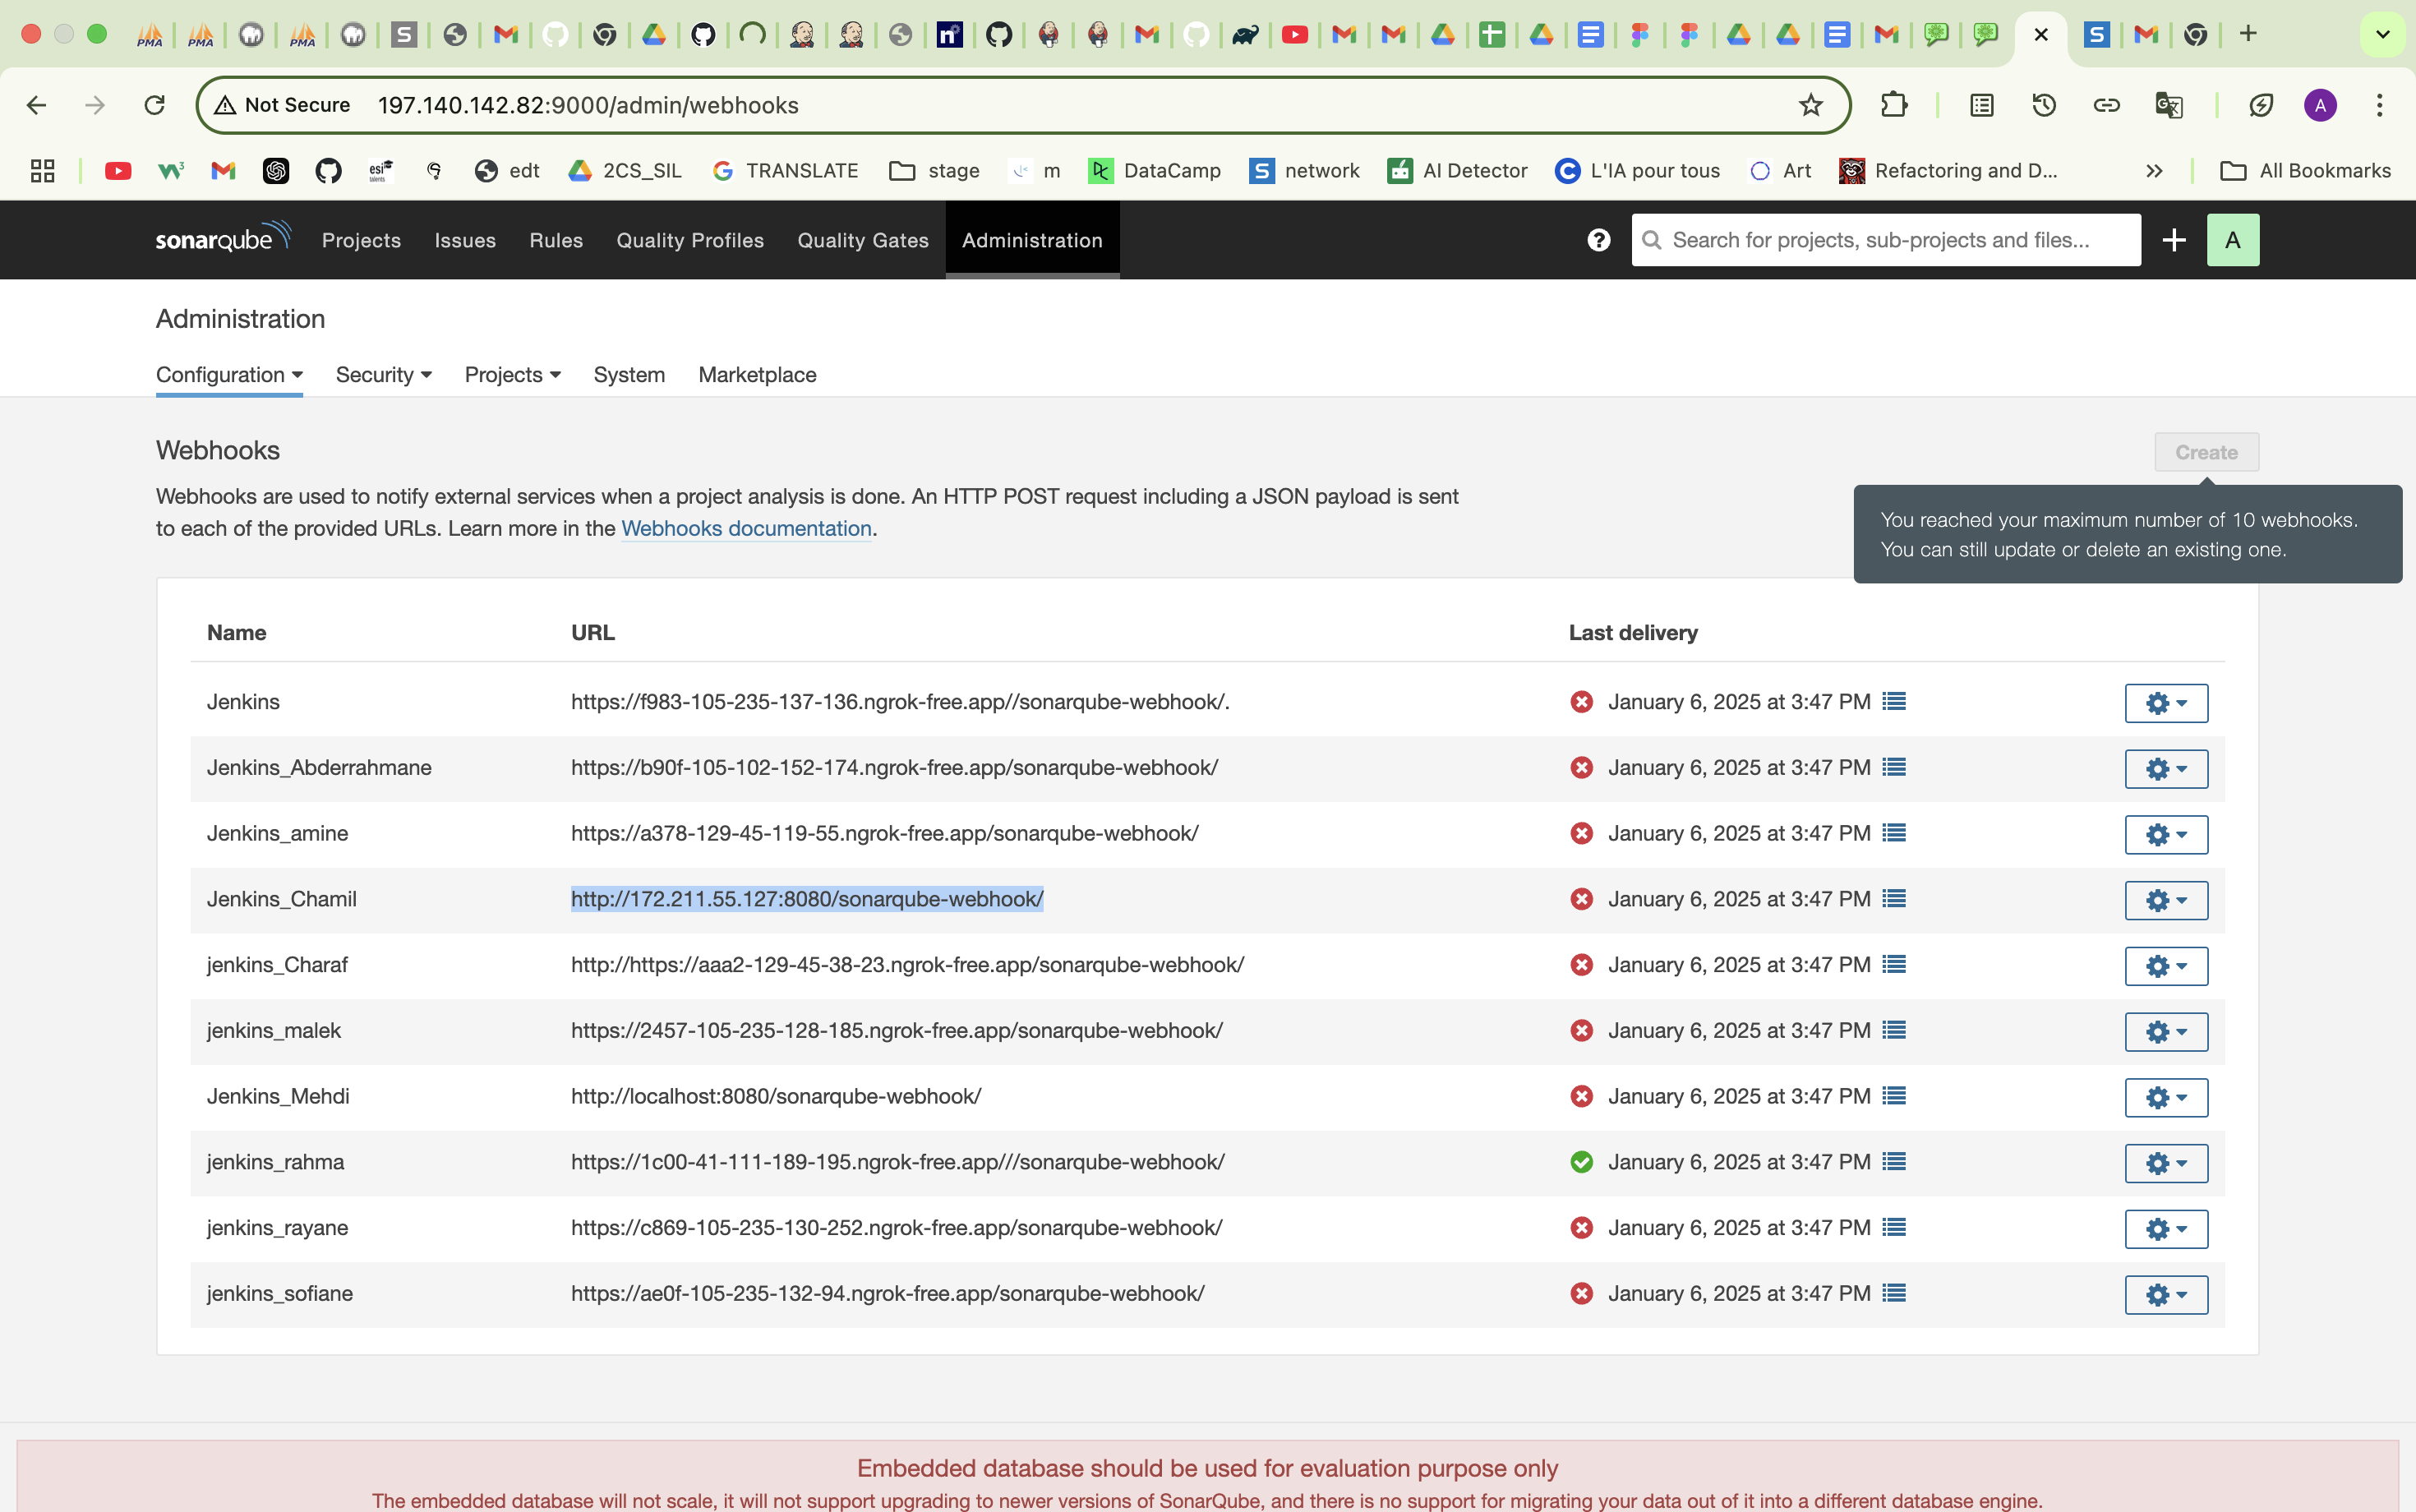 PMA PMA PMA S n S
Not Secure 197.140.142.82:9000/admin/webhooks A
esi talents edt 2CS_SIL TRANSLATE stage m DataCamp S network AI Detector L'IA pour tous Art Refactoring and D... All Bookmarks
sonarqube Projects Issues Rules Quality Profiles Quality Gates Administration ? Search for projects, sub-projects and files... + A
Administration
Configuration Security Projects System Marketplace
Webhooks Create
Webhooks are used to notify external services when a project analysis is done. An HTTP POST request including a JSON payload is sent
to each of the provided URLs. Learn more in the Webhooks documentation.
You reached your maximum number of 10 webhooks.
You can still update or delete an existing one.
Name URL Last delivery
Jenkins https://f983-105-235-137-136.ngrok-free.app//sonarqube-webhook/. January 6, 2025 at 3:47 PM
Jenkins_Abderrahmane https://b90f-105-102-152-174.ngrok-free.app/sonarqube-webhook/ January 6, 2025 at 3:47 PM
Jenkins_amine https://a378-129-45-119-55.ngrok-free.app/sonarqube-webhook/ January 6, 2025 at 3:47 PM
Jenkins_Chamil http://172.211.55.127:8080/sonarqube-webhook/ January 6, 2025 at 3:47 PM
jenkins_Charaf http://https://aaa2-129-45-38-23.ngrok-free.app/sonarqube-webhook/ January 6, 2025 at 3:47 PM
jenkins_malek https://2457-105-235-128-185.ngrok-free.app/sonarqube-webhook/ January 6, 2025 at 3:47 PM
Jenkins_Mehdi http://localhost:8080/sonarqube-webhook/ January 6, 2025 at 3:47 PM
jenkins_rahma https://1c00-41-111-189-195.ngrok-free.app///sonarqube-webhook/ January 6, 2025 at 3:47 PM
jenkins_rayane https://c869-105-235-130-252.ngrok-free.app/sonarqube-webhook/ January 6, 2025 at 3:47 PM
jenkins_sofiane https://ae0f-105-235-132-94.ngrok-free.app/sonarqube-webhook/ January 6, 2025 at 3:47 PM
Embedded database should be used for evaluation purpose only
The embedded database will not scale, it will not support upgrading to newer versions of SonarQube, and there is no support for migrating your data out of it into a different database engine.